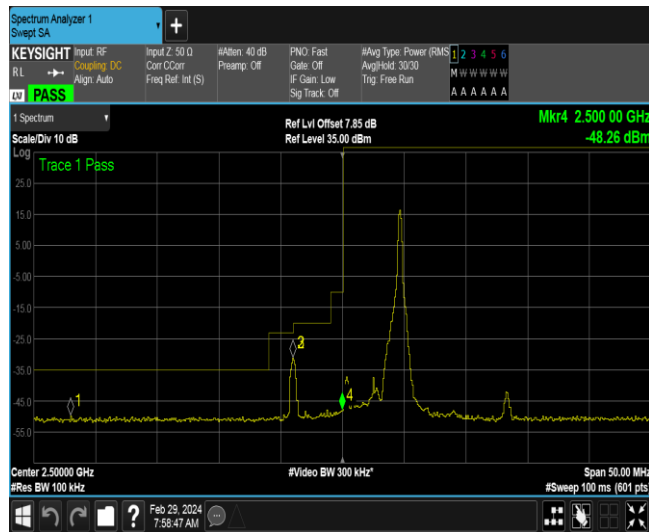 Spectrum Analyzer 1
Swept SA
+
KEYSIGHT
RL
LXI PASS
Input: RF
Coupling: DC
Align: Auto
Input Z: 50 Ω
Corr CCorr
Freq Ref: Int (S)
#Atten: 40 dB
Preamp: Off
PNO: Fast
Gate: Off
IF Gain: Low
Sig Track: Off
#Avg Type: Power (RMS
Avg|Hold: 30/30
Trig: Free Run
1 2 3 4 5 6
M W W W W W
A A A A A A
1 Spectrum
Scale/Div 10 dB
Ref Lvl Offset 7.85 dB
Ref Level 35.00 dBm
Mkr4 2.500 00 GHz
-48.26 dBm
Log
Trace 1 Pass
25.0
15.0
5.00
-5.00
-15.0
-25.0
-35.0
-45.0
-55.0
1
3
4
Center 2.50000 GHz
#Res BW 100 kHz
#Video BW 300 kHz*
Span 50.00 MHz
#Sweep 100 ms (601 pts)
?
Feb 29, 2024
7:58:47 AM